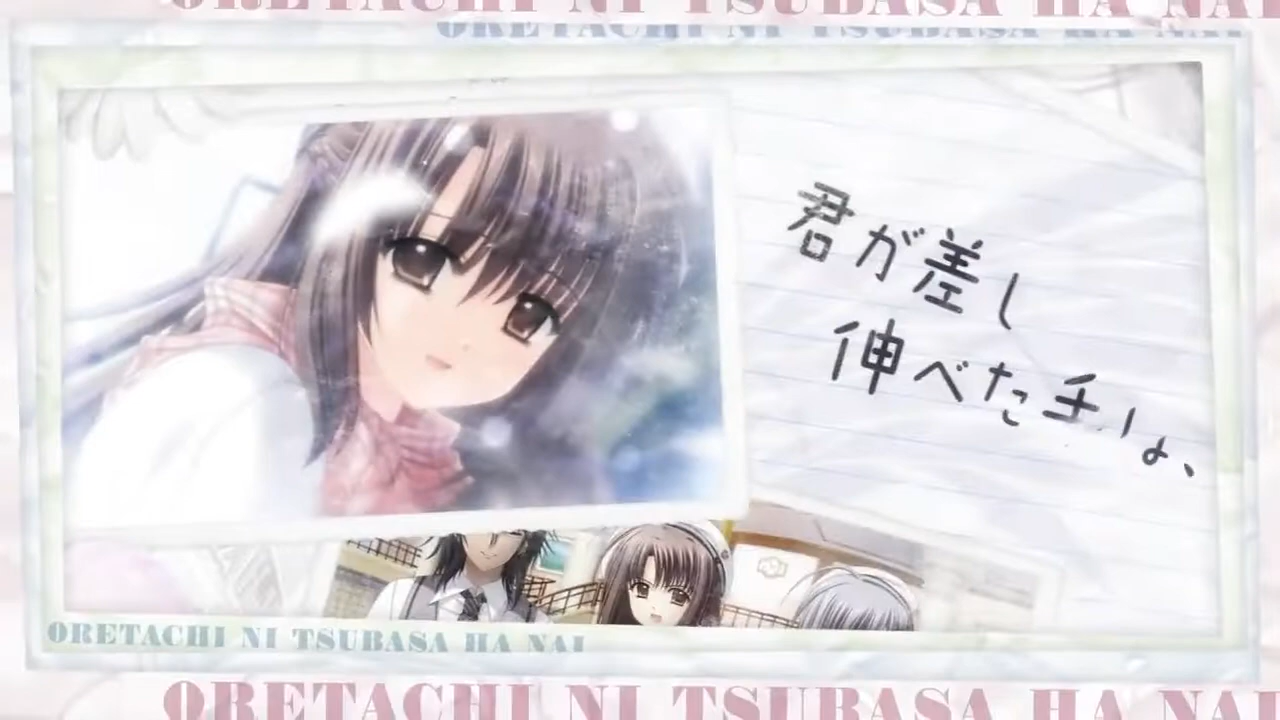 ORETACHI NI TSUBASA HA NAI
ORETACHI NI TSUBASA HA NAI
君が差し
伸べた手は、
ORETACHI NI TSUBASA HA NAI
ORETACHI NI TSUBASA HA NAI